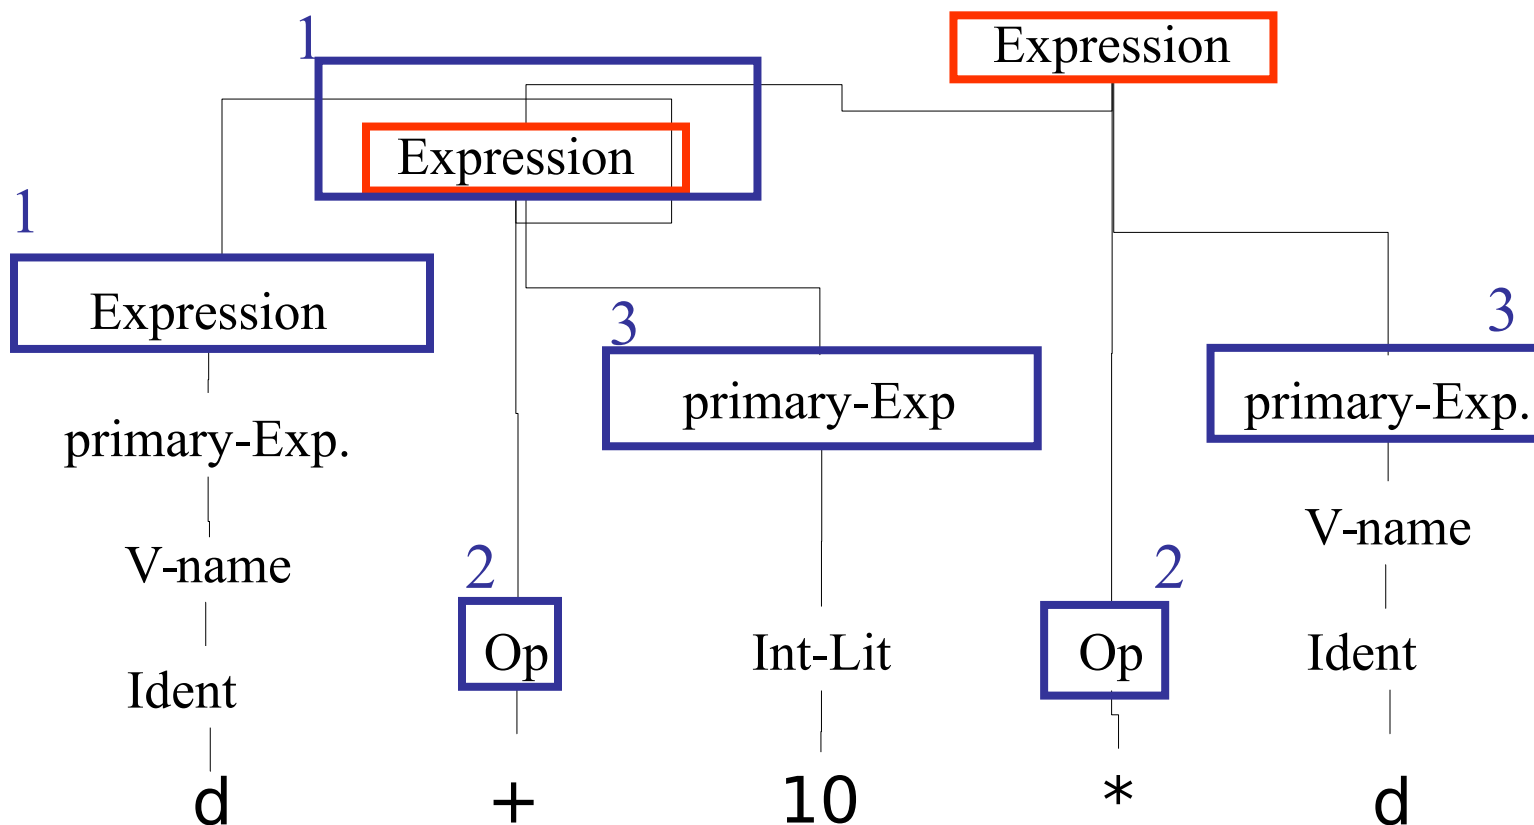 1
Expression
Expression
1
Expression
3
3
primary-Exp
primary-Exp.
primary-Exp.
V-name
V-name
2
2
Op
Int-Lit
Op
Ident
Ident
d
+
10
*
d